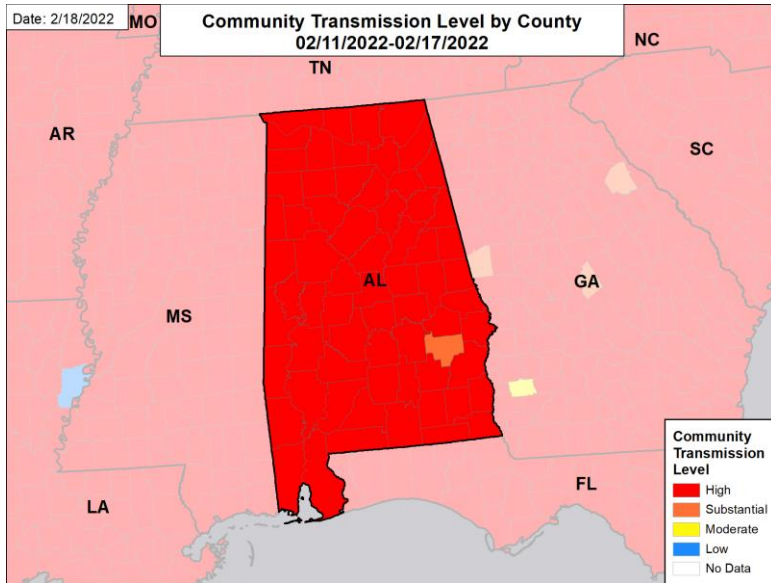 Date: 2/18/2022
Community Transmission Level by County
02/11/2022-02/17/2022
MO
NC
TN
AR
SC
AL
GA
MS
LA
FL
Community
Transmission
Level
High
Substantial
Moderate
Low
No Data